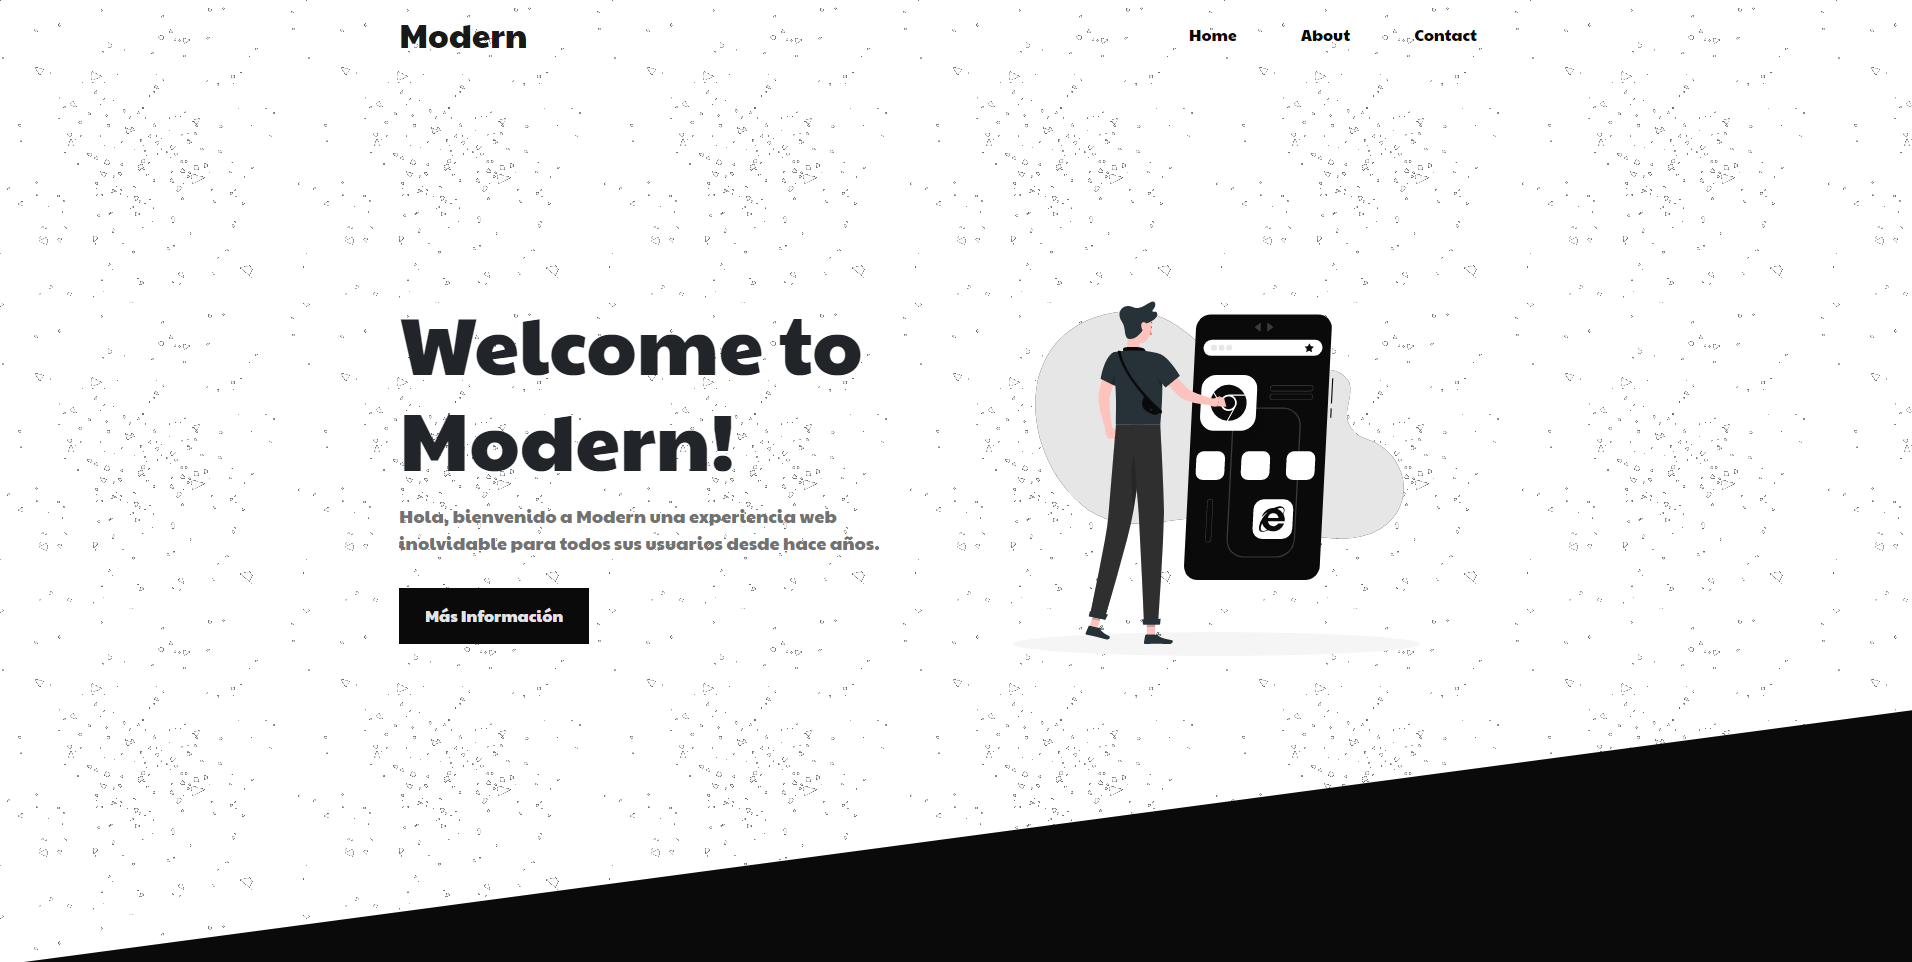 Modern
Home About Contact
Welcome to
Modern!
Hola, bienvenido a Modern una experiencia web
inolvidable para todos sus usuarios desde hace años.
Más Información